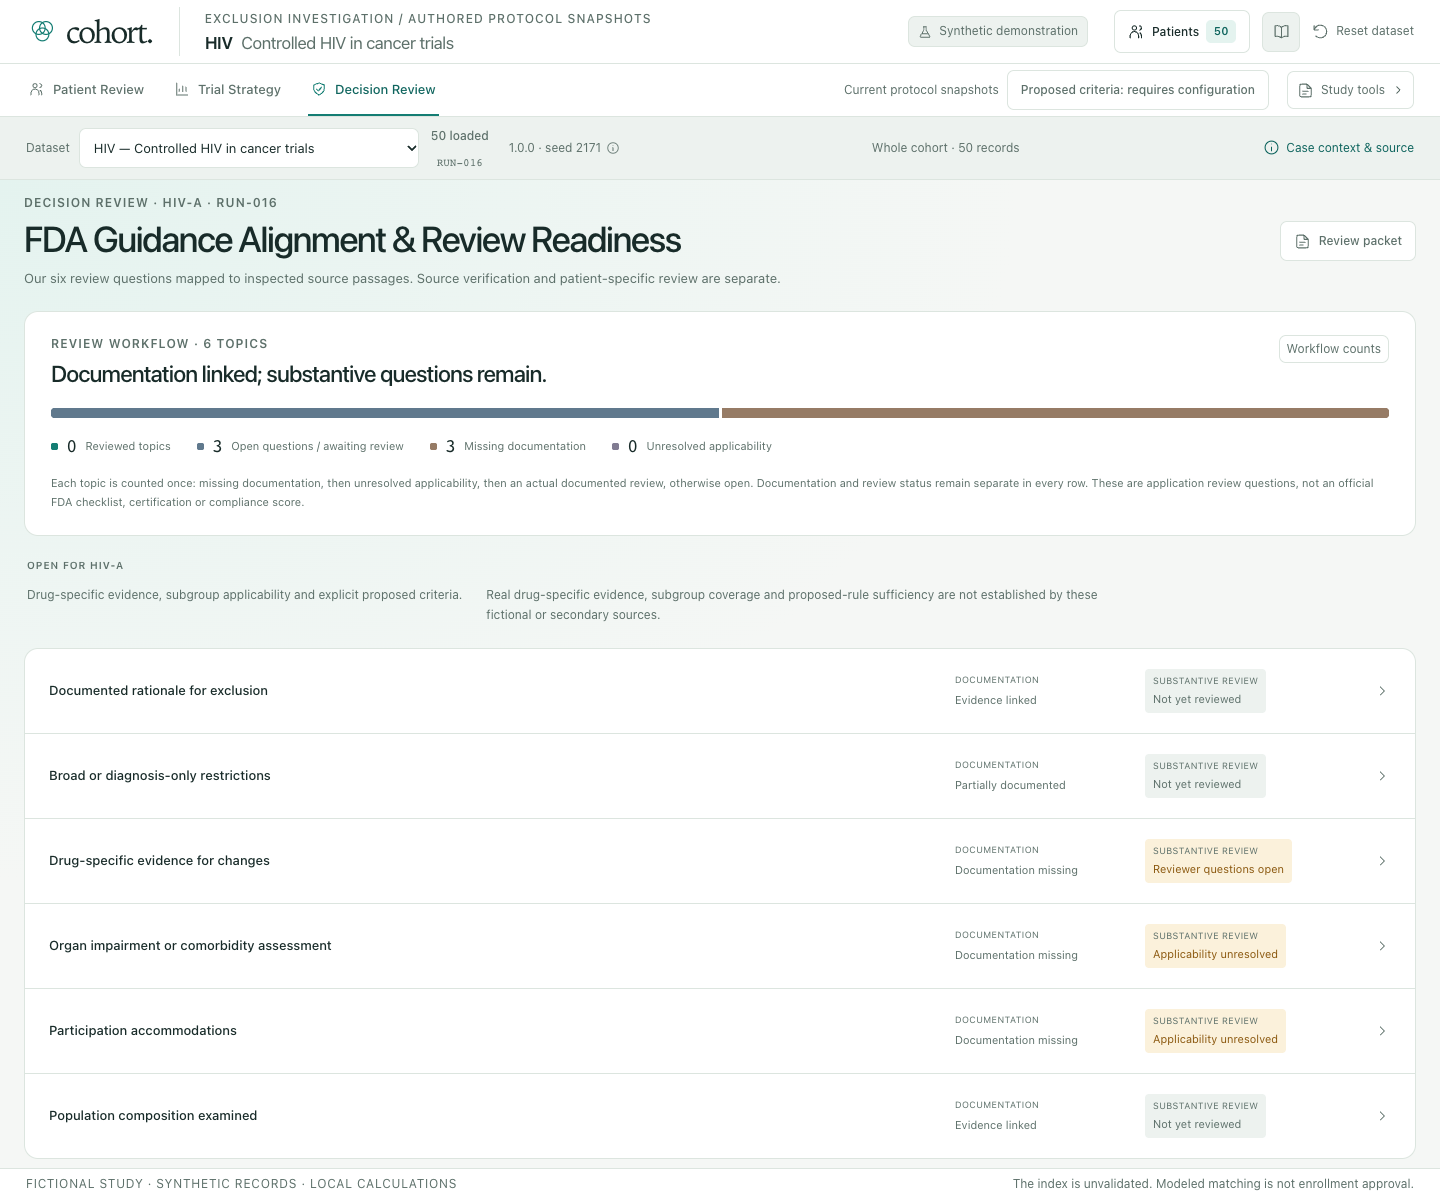 cohort.
EXCLUSION INVESTIGATION / AUTHORED PROTOCOL SNAPSHOTS
HIV Controlled HIV in cancer trials
Synthetic demonstration
Patients 50
Reset dataset
Patient Review
Trial Strategy
Decision Review
Current protocol snapshots
Proposed criteria: requires configuration
Study tools
Dataset
HIV — Controlled HIV in cancer trials
50 loaded
RUN-016
1.0.0 · seed 2171
Whole cohort · 50 records
Case context & source
DECISION REVIEW · HIV-A · RUN-016
FDA Guidance Alignment & Review Readiness
Review packet
Our six review questions mapped to inspected source passages. Source verification and patient-specific review are separate.
REVIEW WORKFLOW · 6 TOPICS
Workflow counts
Documentation linked; substantive questions remain.
0 Reviewed topics
3 Open questions / awaiting review
3 Missing documentation
0 Unresolved applicability
Each topic is counted once: missing documentation, then unresolved applicability, then an actual documented review, otherwise open. Documentation and review status remain separate in every row. These are application review questions, not an official
FDA checklist, certification or compliance score.
OPEN FOR HIV-A
Drug-specific evidence, subgroup applicability and explicit proposed criteria.
Real drug-specific evidence, subgroup coverage and proposed-rule sufficiency are not established by these
fictional or secondary sources.
Documented rationale for exclusion
DOCUMENTATION
Evidence linked
SUBSTANTIVE REVIEW
Not yet reviewed
Broad or diagnosis-only restrictions
DOCUMENTATION
Partially documented
SUBSTANTIVE REVIEW
Not yet reviewed
Drug-specific evidence for changes
DOCUMENTATION
Documentation missing
SUBSTANTIVE REVIEW
Reviewer questions open
Organ impairment or comorbidity assessment
DOCUMENTATION
Documentation missing
SUBSTANTIVE REVIEW
Applicability unresolved
Participation accommodations
DOCUMENTATION
Documentation missing
SUBSTANTIVE REVIEW
Applicability unresolved
Population composition examined
DOCUMENTATION
Evidence linked
SUBSTANTIVE REVIEW
Not yet reviewed
FICTIONAL STUDY · SYNTHETIC RECORDS · LOCAL CALCULATIONS
The index is unvalidated. Modeled matching is not enrollment approval.